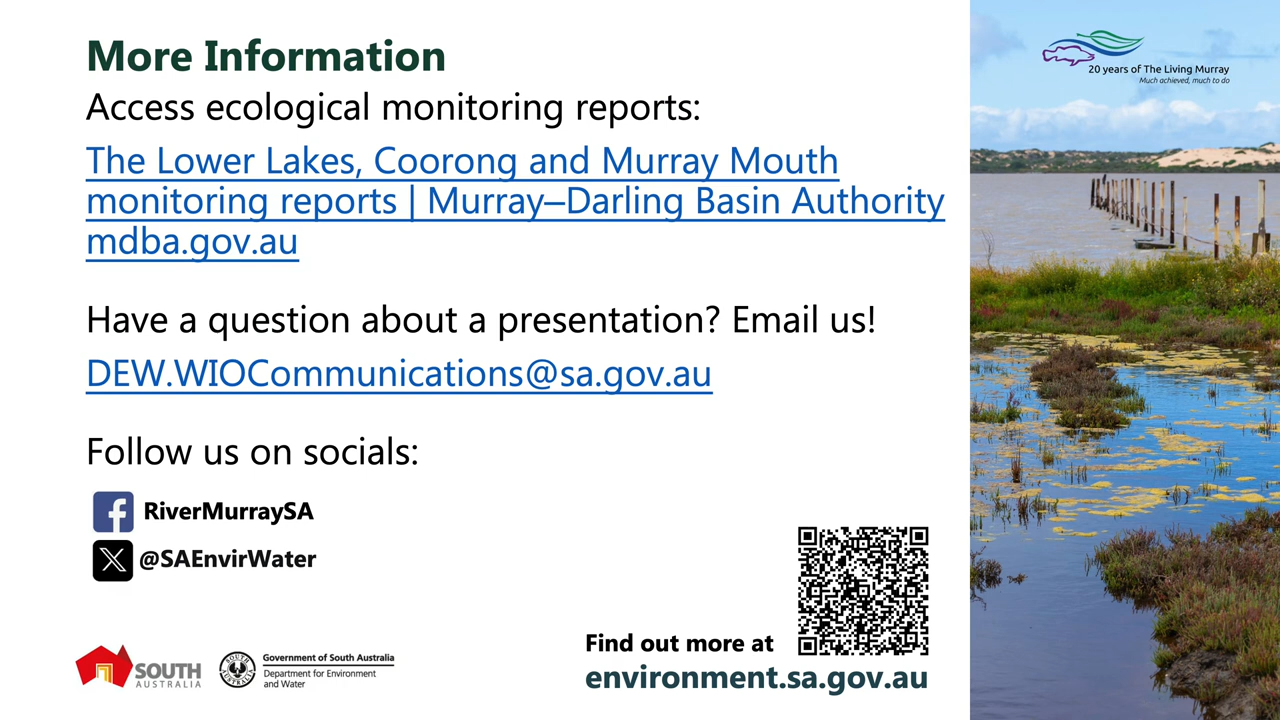 More Information
Access ecological monitoring reports:
The Lower Lakes, Coorong and Murray Mouth
monitoring reports | Murray–Darling Basin Authority
mdba.gov.au
Have a question about a presentation? Email us!
DEW.WIOCommunications@sa.gov.au
Follow us on socials:
RiverMurraySA
@SAEnvirWater
SOUTH
AUSTRALIA
Government of South Australia
Department for Environment
and Water
Find out more at
environment.sa.gov.au
20 years of The Living Murray
Much achieved, much to do